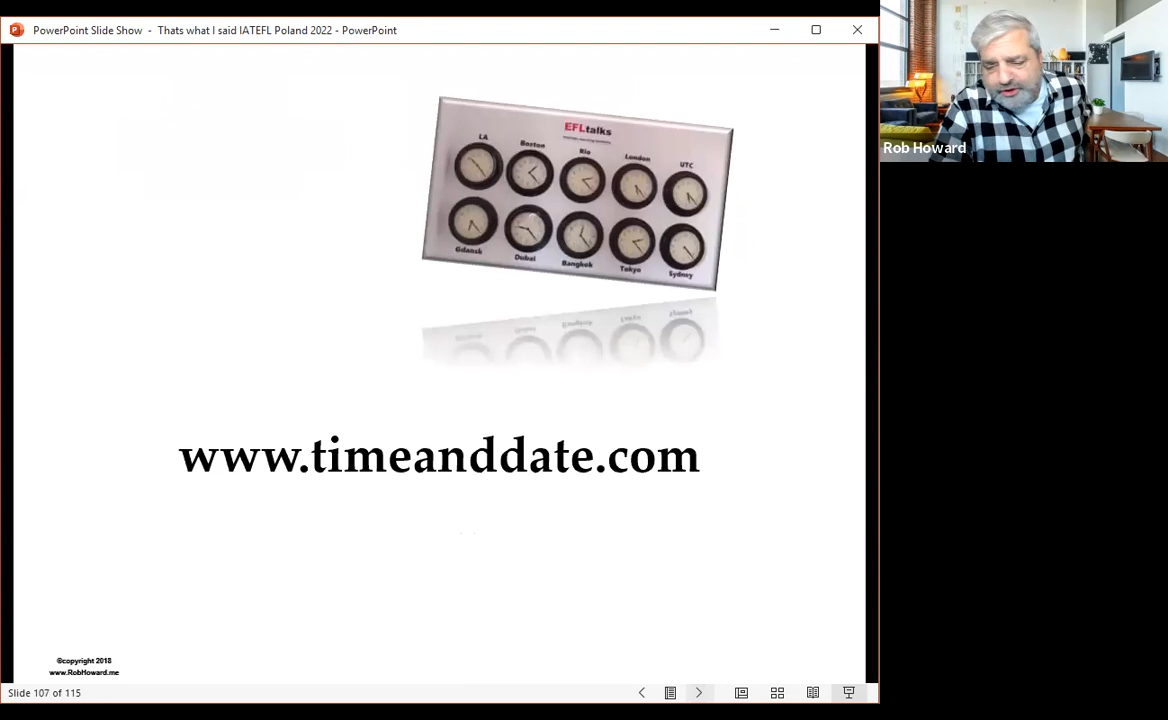 PowerPoint Slide Show - Thats what I said IATEFL Poland 2022 - PowerPoint
Rob Howard
EFLtalks
LA
Boston
Rio
London
UTC
Gdansk
Dubai
Bangkok
Tokyo
Sydney
www.timeanddate.com
©copyright 2018
www.RobHoward.me
Slide 107 of 115